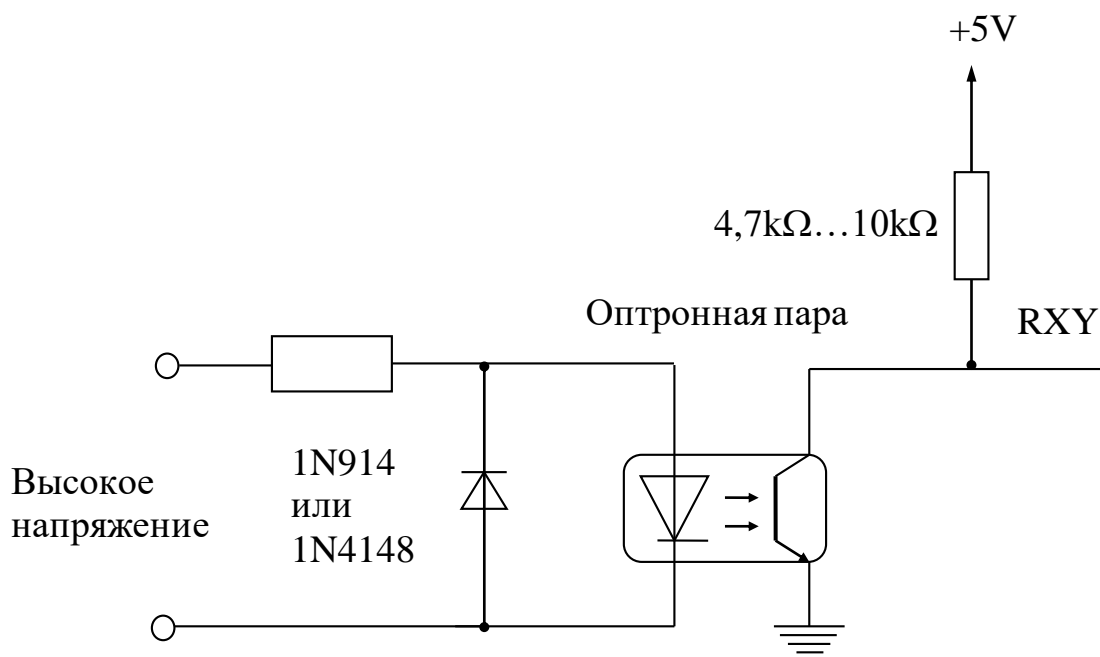 +5V
4,7kΩ…10kΩ
Оптронная пара
RXY
1N914
или
1N4148
Высокое
напряжение